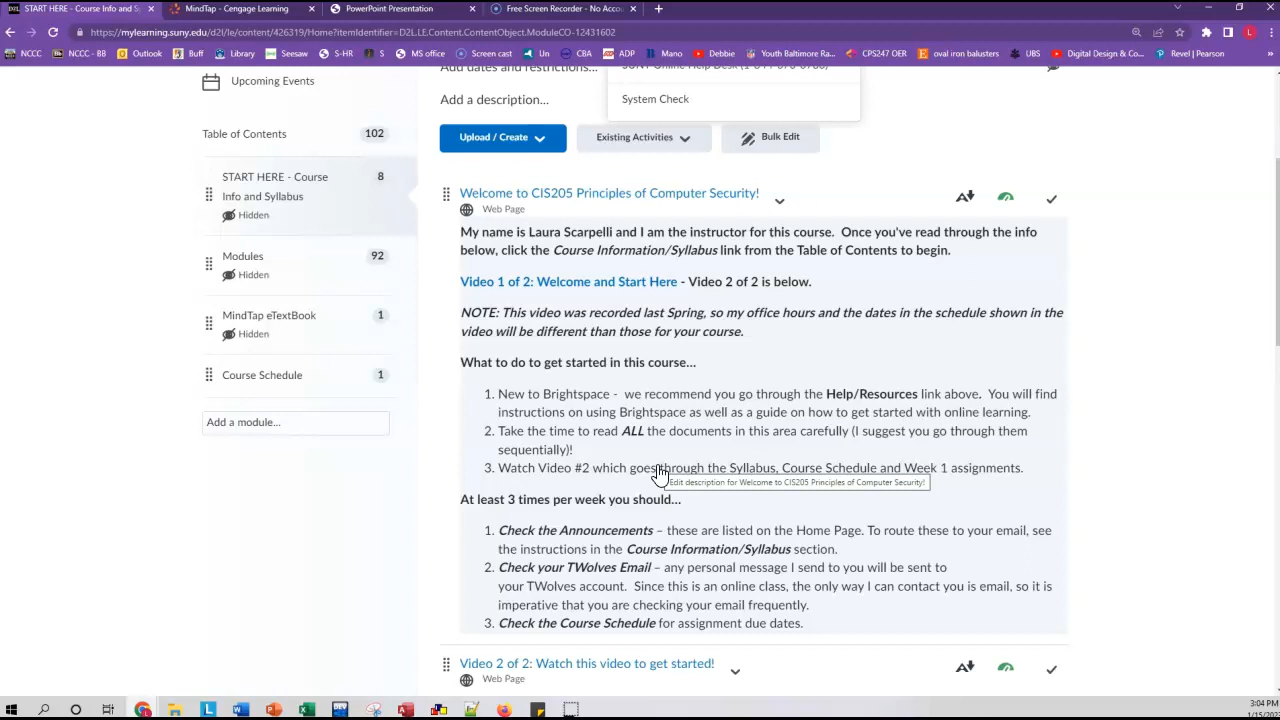 START HERE - Course Info and Sy
MindTap - Cengage Learning
PowerPoint Presentation
Free Screen Recorder - No Acco
https://mylearning.suny.edu/d2l/le/content/426319/Home?itemIdentifier=D2L.LE.Content.ContentObject.ModuleCO-12431602
NCCC
NCCC - BB
Outlook
Buff
Library
Seesaw
S-HR
S
MS office
Screen cast
Un
CBA
ADP
Mano
Debbie
Youth Baltimore Ra...
CPS247 OER
oval iron balusters
UBS
Digital Design & Co...
Revel | Pearson
Upcoming Events
Table of Contents 102
START HERE - Course Info and Syllabus 8
Hidden
Modules 92
Hidden
MindTap eTextBook 1
Hidden
Course Schedule 1
Add a module...
Add dates and restrictions...
System Check
Add a description...
Upload / Create
Existing Activities
Bulk Edit
Welcome to CIS205 Principles of Computer Security!
Web Page
My name is Laura Scarpelli and I am the instructor for this course. Once you've read through the info
below, click the Course Information/Syllabus link from the Table of Contents to begin.
Video 1 of 2: Welcome and Start Here - Video 2 of 2 is below.
NOTE: This video was recorded last Spring, so my office hours and the dates in the schedule shown in the
video will be different than those for your course.
What to do to get started in this course...
1. New to Brightspace - we recommend you go through the Help/Resources link above. You will find
instructions on using Brightspace as well as a guide on how to get started with online learning.
2. Take the time to read ALL the documents in this area carefully (I suggest you go through them
sequentially)!
3. Watch Video #2 which goes through the Syllabus, Course Schedule and Week 1 assignments.
Edit description for Welcome to CIS205 Principles of Computer Security!
At least 3 times per week you should...
1. Check the Announcements – these are listed on the Home Page. To route these to your email, see
the instructions in the Course Information/Syllabus section.
2. Check your TWolves Email – any personal message I send to you will be sent to
your TWolves account. Since this is an online class, the only way I can contact you is email, so it is
imperative that you are checking your email frequently.
3. Check the Course Schedule for assignment due dates.
Video 2 of 2: Watch this video to get started!
Web Page
3:04 PM